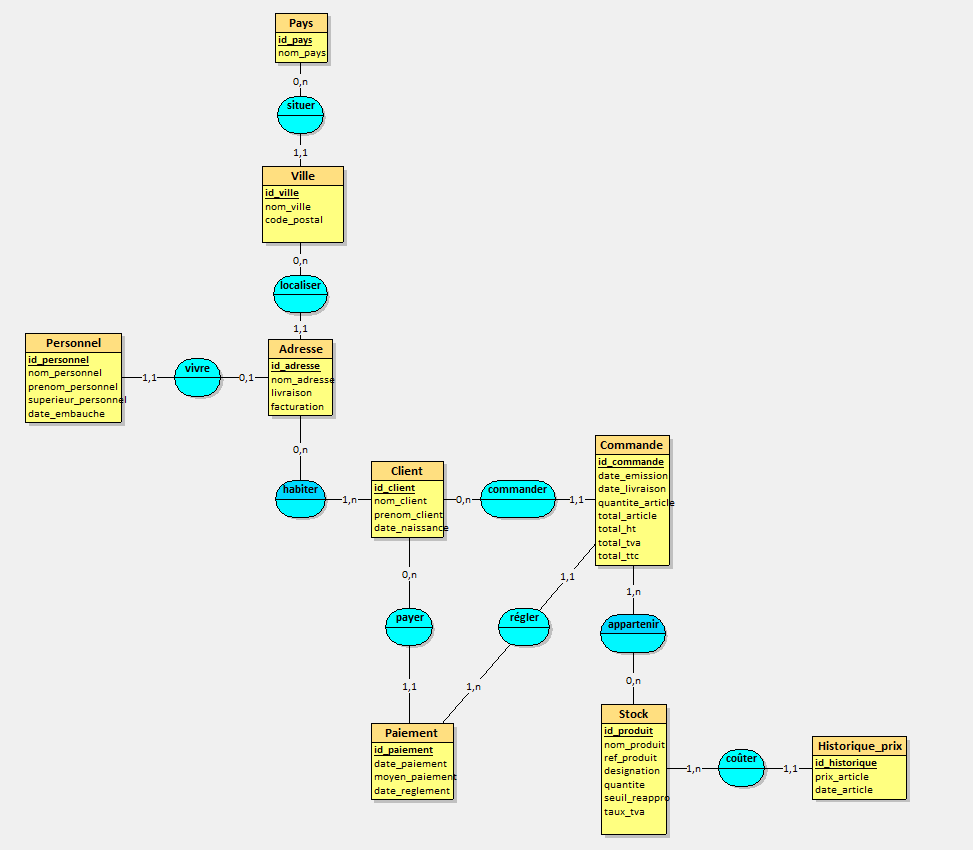 Pays
id_pays
nom_pays
0,n
situer
1,1
Ville
id_ville
nom_ville
code_postal
0,n
localiser
1,1
Personnel
id_personnel
nom_personnel
prenom_personnel
superieur_personnel
date_embauche
1,1
vivre
0,1
Adresse
id_adresse
nom_adresse
livraison
facturation
0,n
habiter
1,n
Client
id_client
nom_client
prenom_client
date_naissance
0,n
commander
1,1
Commande
id_commande
date_emission
date_livraison
quantite_article
total_article
total_ht
total_tva
total_ttc
0,n
payer
1,1
1,1
régler
1,n
1,n
appartenir
0,n
Paiement
id_paiement
date_paiement
moyen_paiement
date_reglement
Stock
id_produit
nom_produit
ref_produit
designation
quantite
seuil_reappro
taux_tva
1,n
coûter
1,1
Historique_prix
id_historique
prix_article
date_article